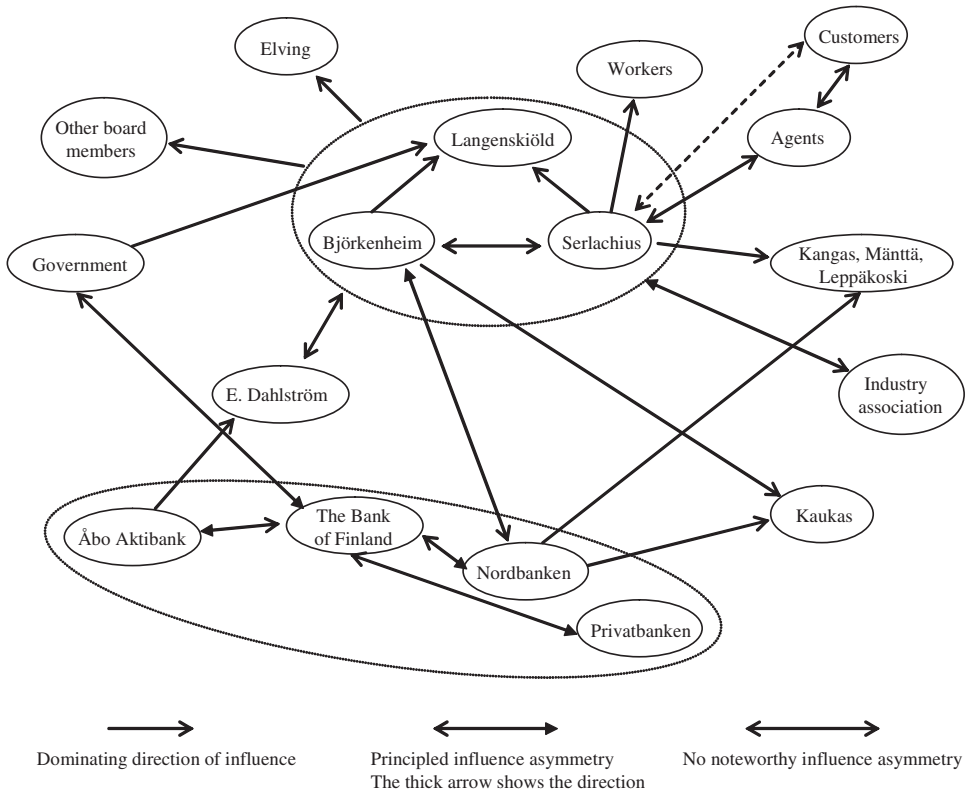 Elving
Customers
Workers
Other board
members
Langenskiöld
Agents
Björkenheim
Serlachius
Government
Kangas, Mänttä,
Leppäkoski
E. Dahlström
Industry
association
Åbo Aktibank
The Bank
of Finland
Kaukas
Nordbanken
Privatbanken
Dominating direction of influence
Principled influence asymmetry
The thick arrow shows the direction
No noteworthy influence asymmetry